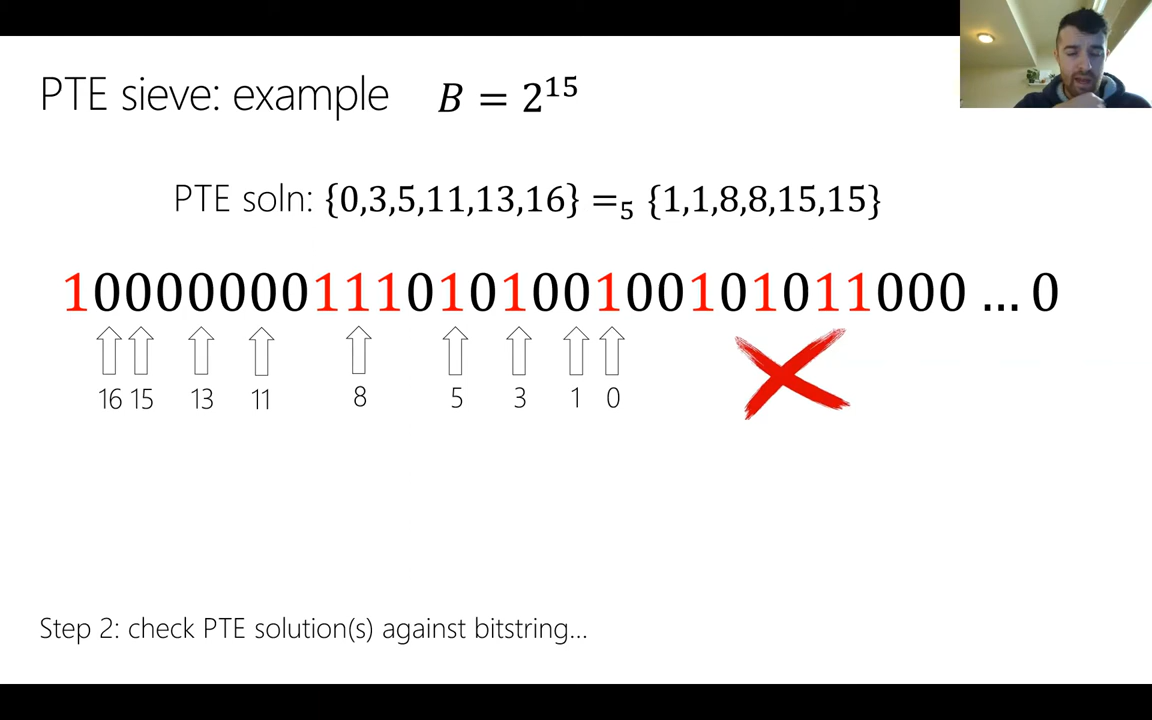 PTE sieve: example B = 2^15
PTE soln: {0,3,5,11,13,16} =₅ {1,1,8,8,15,15}
10000000111010100100101011000 … 0
16 15 13 11 8 5 3 1 0
Step 2: check PTE solution(s) against bitstring…